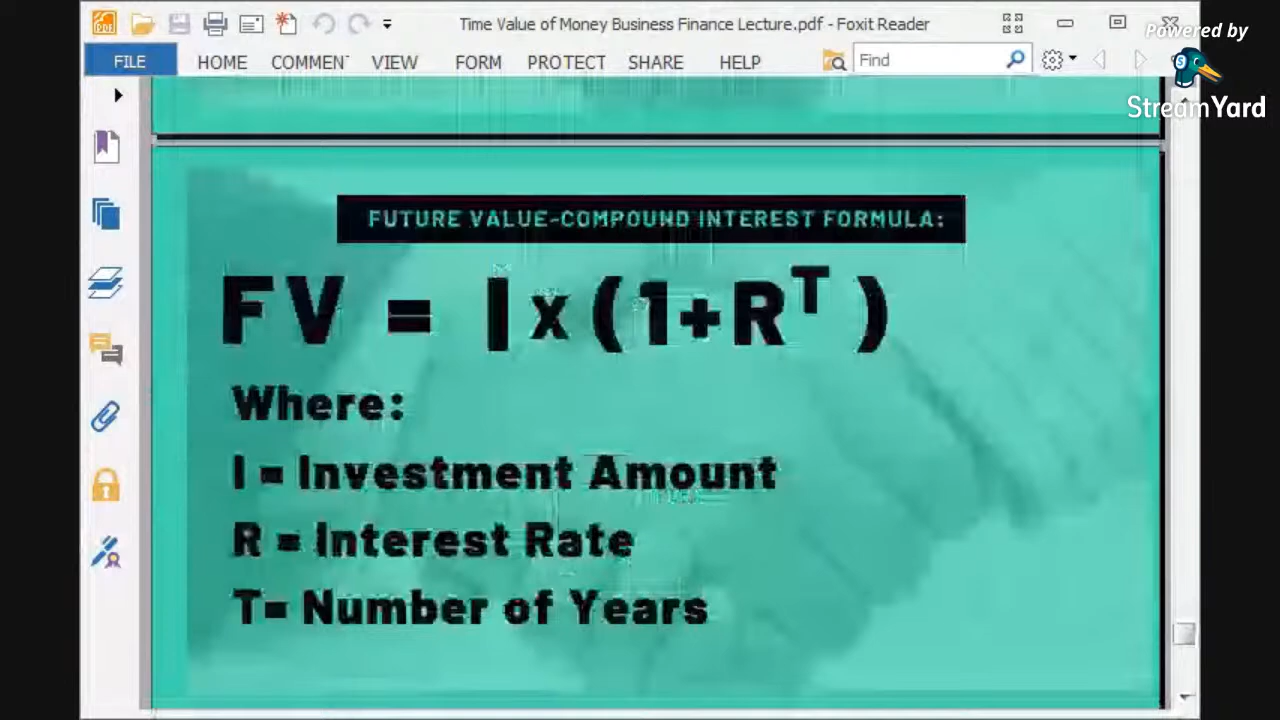 Time Value of Money Business Finance Lecture.pdf - Foxit Reader
Powered by
StreamYard
FILE HOME COMMEN VIEW FORM PROTECT SHARE HELP Find
FUTURE VALUE-COMPOUND INTEREST FORMULA:
FV = I x (1+Rᵀ )
Where:
I = Investment Amount
R = Interest Rate
T= Number of Years